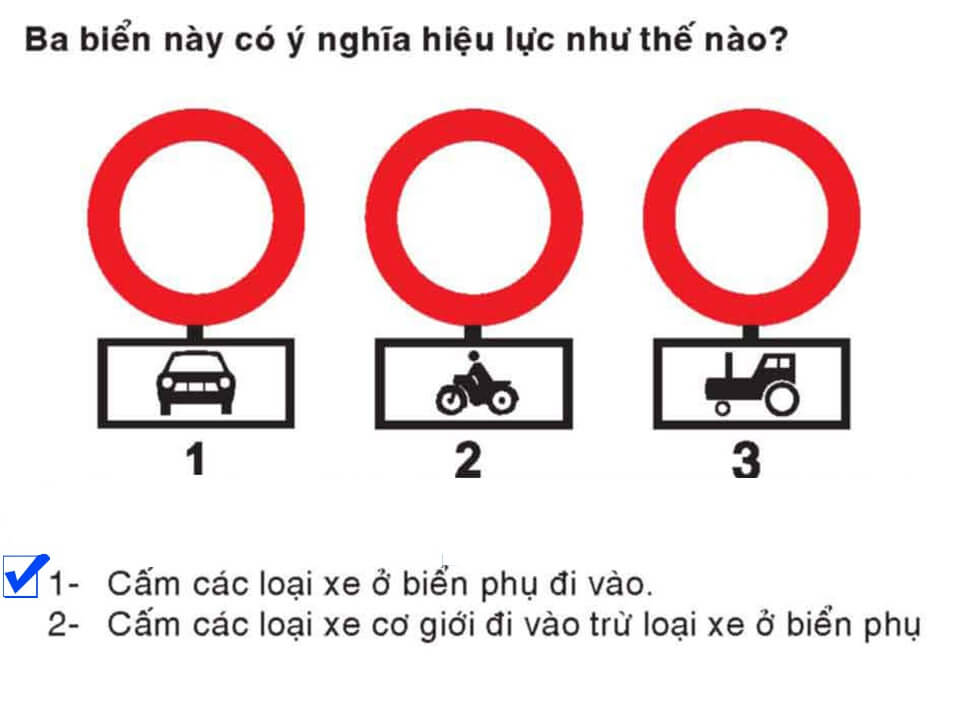 Ba biển này có ý nghĩa hiệu lực như thế nào?
1 2 3
1- Cấm các loại xe ở biển phụ đi vào.
2- Cấm các loại xe cơ giới đi vào trừ loại xe ở biển phụ